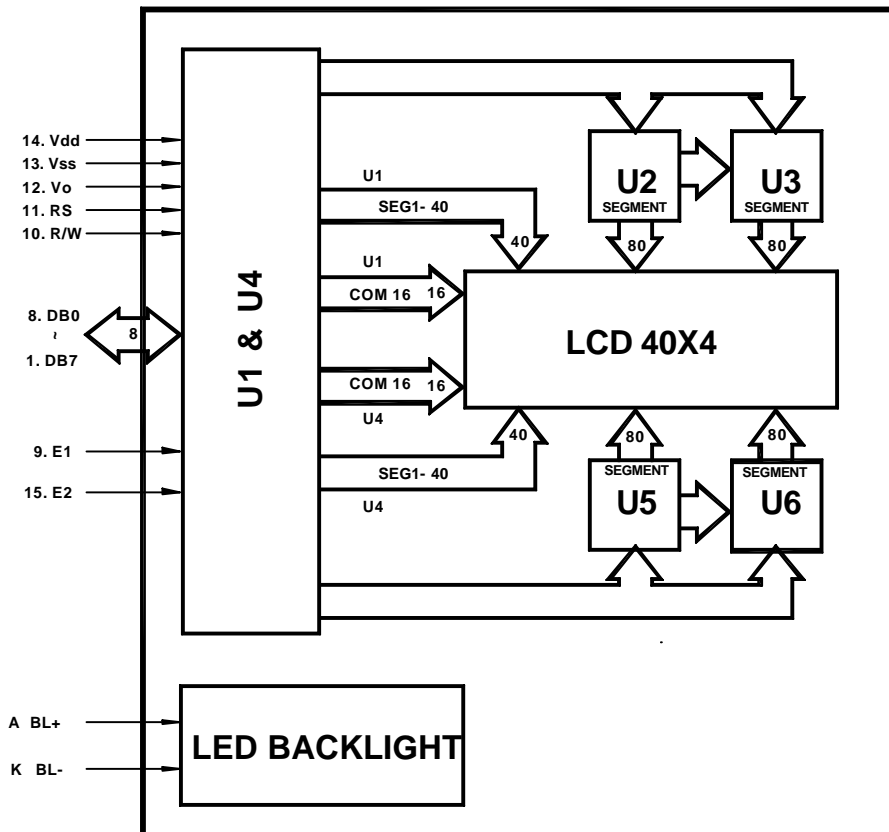 14. Vdd
13. Vss
12. Vo
11. RS
10. R/W
8. DB0
~
1. DB7
8
9. E1
15. E2
U1 & U4
U1
SEG1- 40
40
U1
COM 16 16
COM 16 16
U4
40
SEG1- 40
U4
U2
SEGMENT
U3
SEGMENT
80
80
LCD 40X4
80
80
SEGMENT
U5
SEGMENT
U6
A BL+
K BL-
LED BACKLIGHT